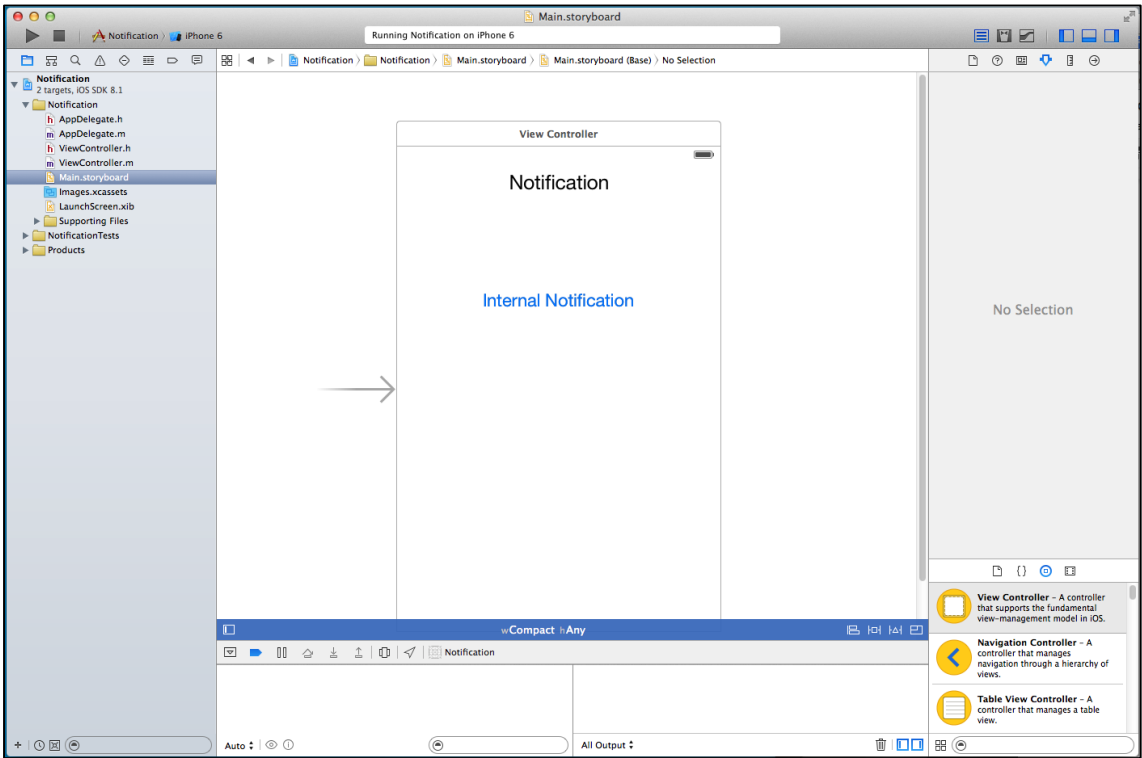 Main.storyboard
Notification 〉 iPhone 6
Running Notification on iPhone 6
Notification 〉 Notification 〉 Main.storyboard 〉 Main.storyboard (Base) 〉 No Selection
Notification
2 targets, iOS SDK 8.1
Notification
h AppDelegate.h
m AppDelegate.m
h ViewController.h
m ViewController.m
Main.storyboard
Images.xcassets
LaunchScreen.xib
Supporting Files
NotificationTests
Products
View Controller
Notification
Internal Notification
wCompact hAny
Notification
Auto
All Output
No Selection
{}
View Controller – A controller
that supports the fundamental
view-management model in iOS.
Navigation Controller – A
controller that manages
navigation through a hierarchy of
views.
Table View Controller – A
controller that manages a table
view.